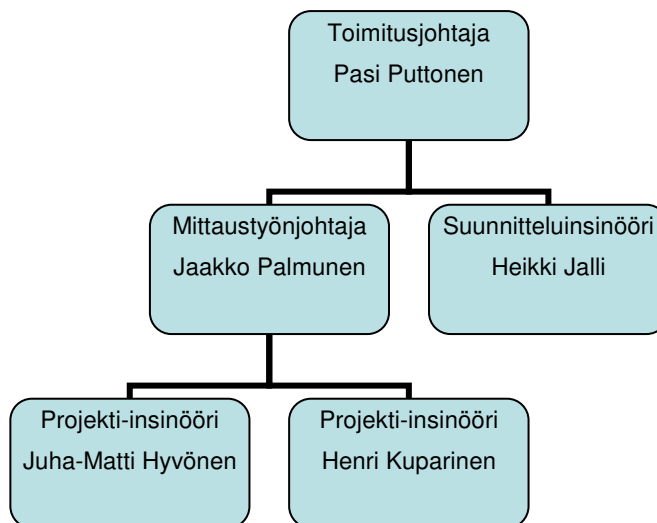 Toimitusjohtaja
Pasi Puttonen
Mittaustyönjohtaja
Jaakko Palmunen
Suunnitteluinsinööri
Heikki Jalli
Projekti-insinööri
Juha-Matti Hyvönen
Projekti-insinööri
Henri Kuparinen